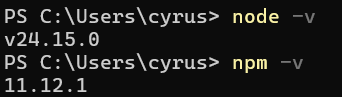 PS C:\Users\cyrus> node -v
v24.15.0
PS C:\Users\cyrus> npm -v
11.12.1